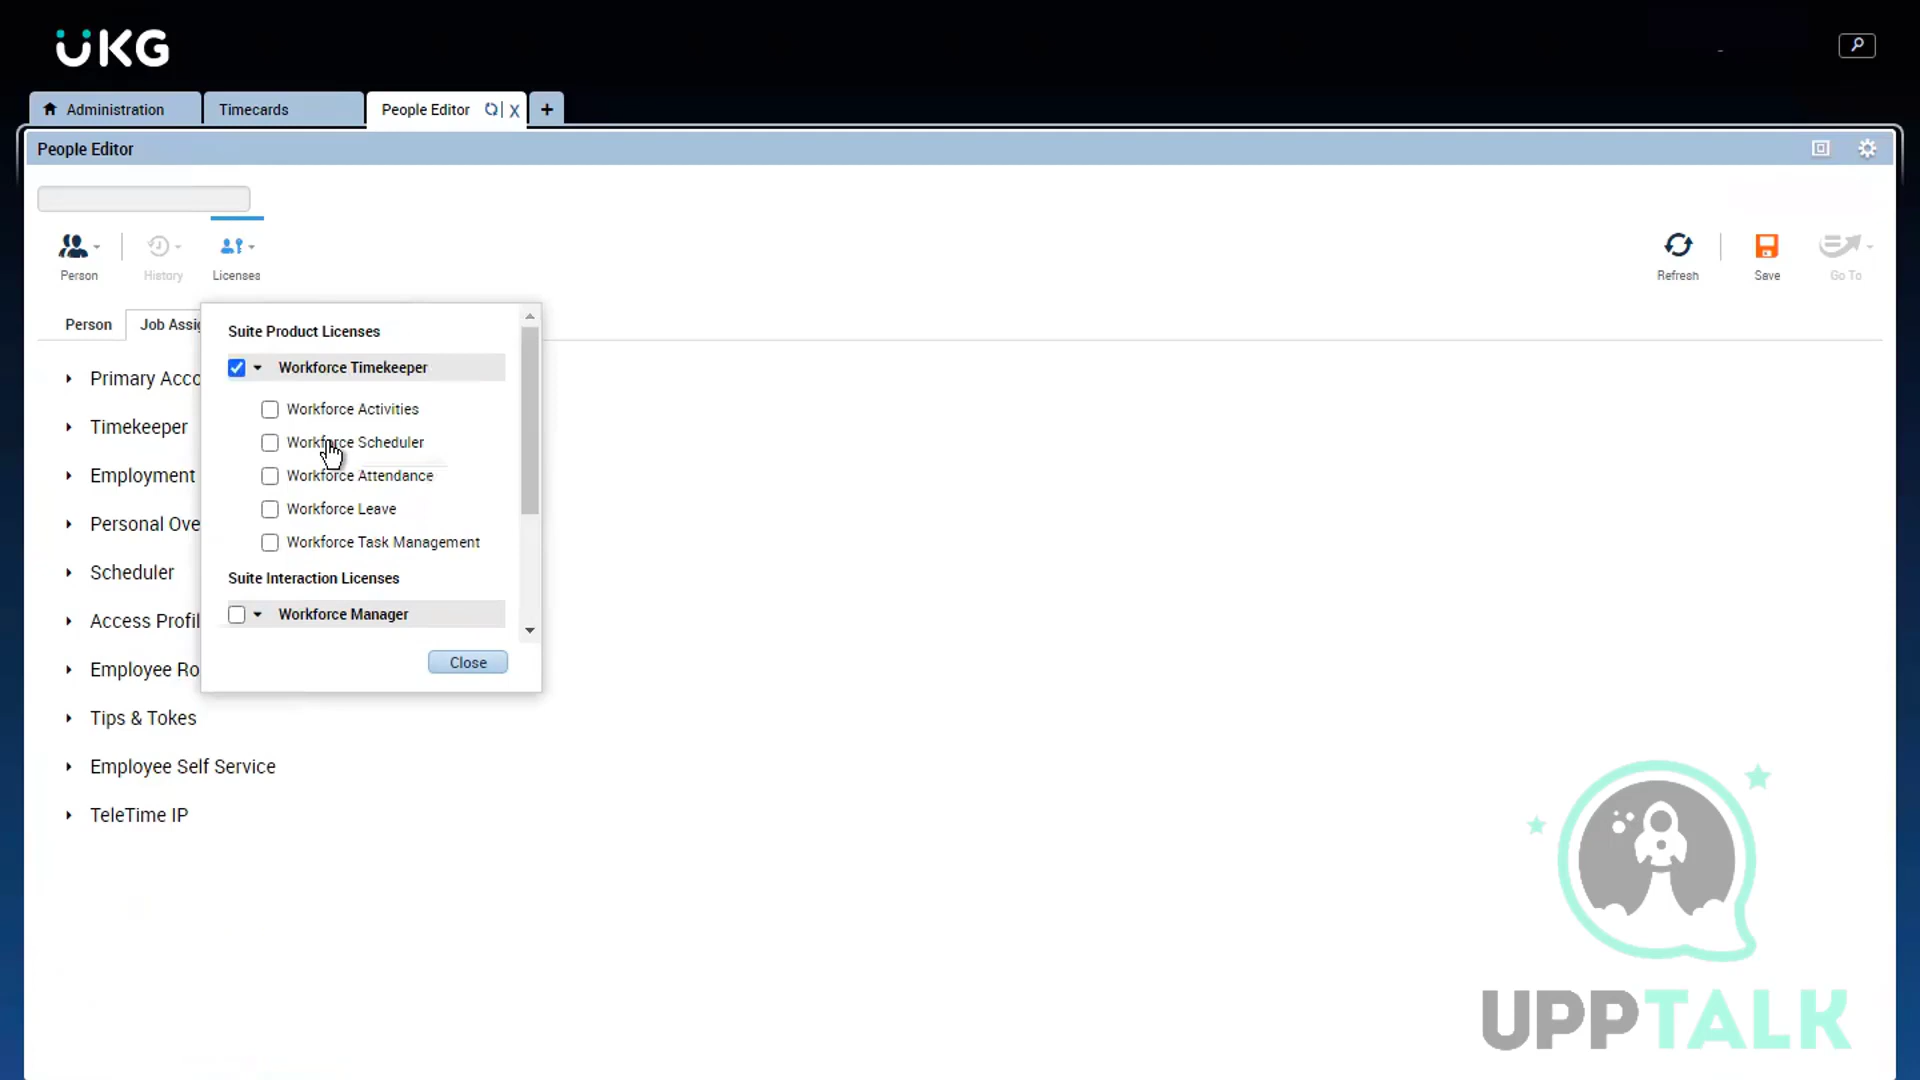 UKG
Administration
Timecards
People Editor
X
+
People Editor
Person
History
Licenses
Refresh
Save
Go To
Person
Job Assig
Suite Product Licenses
Workforce Timekeeper
Workforce Activities
Workforce Scheduler
Workforce Attendance
Workforce Leave
Workforce Task Management
Suite Interaction Licenses
Workforce Manager
Close
Primary Acco
Timekeeper
Employment
Personal Ove
Scheduler
Access Profil
Employee Ro
Tips & Tokes
Employee Self Service
TeleTime IP
UPPTALK